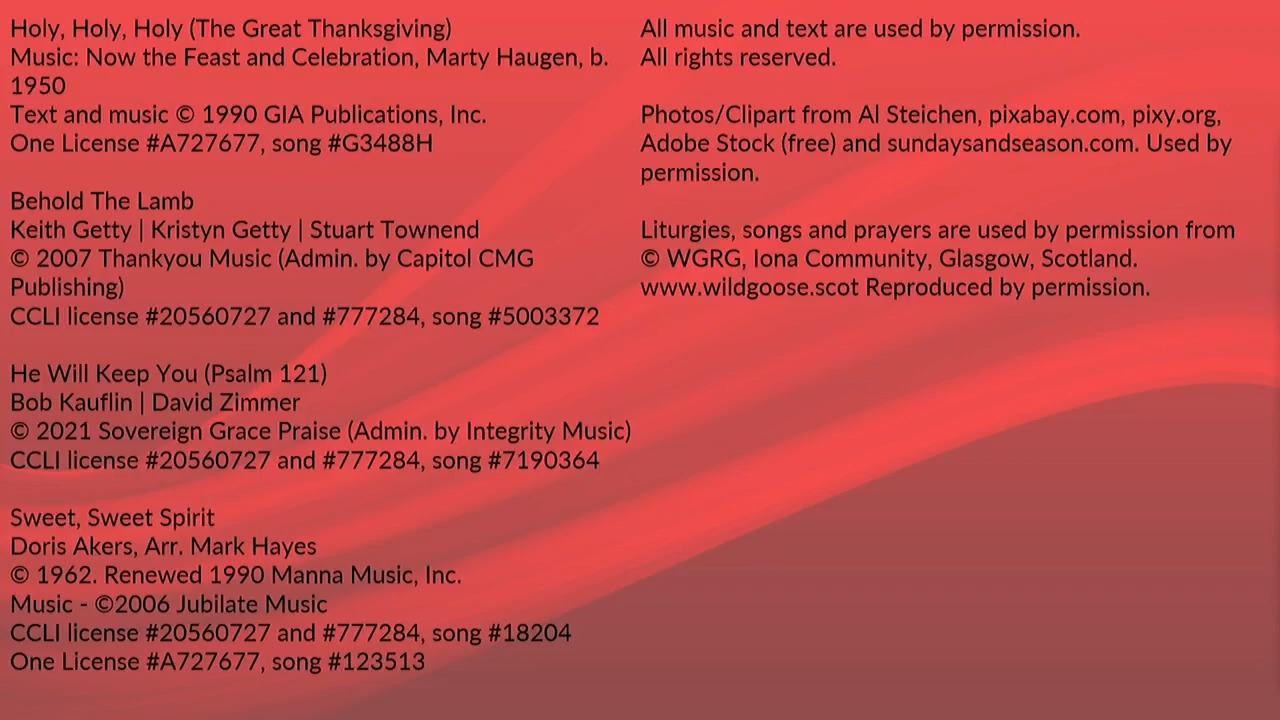 Holy, Holy, Holy (The Great Thanksgiving)
Music: Now the Feast and Celebration, Marty Haugen, b.
1950
Text and music © 1990 GIA Publications, Inc.
One License #A727677, song #G3488H

Behold The Lamb
Keith Getty | Kristyn Getty | Stuart Townend
© 2007 Thankyou Music (Admin. by Capitol CMG
Publishing)
CCLI license #20560727 and #777284, song #5003372

He Will Keep You (Psalm 121)
Bob Kauflin | David Zimmer
© 2021 Sovereign Grace Praise (Admin. by Integrity Music)
CCLI license #20560727 and #777284, song #7190364

Sweet, Sweet Spirit
Doris Akers, Arr. Mark Hayes
© 1962. Renewed 1990 Manna Music, Inc.
Music - ©2006 Jubilate Music
CCLI license #20560727 and #777284, song #18204
One License #A727677, song #123513

All music and text are used by permission.
All rights reserved.

Photos/Clipart from Al Steichen, pixabay.com, pixy.org,
Adobe Stock (free) and sundaysandseason.com. Used by
permission.

Liturgies, songs and prayers are used by permission from
© WGRG, Iona Community, Glasgow, Scotland.
www.wildgoose.scot Reproduced by permission.